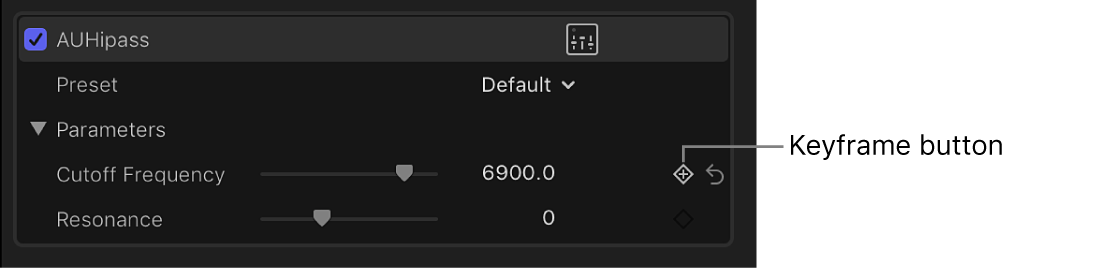 AUHipass
Preset Default
Parameters
Keyframe button
Cutoff Frequency 6900.0
Resonance 0